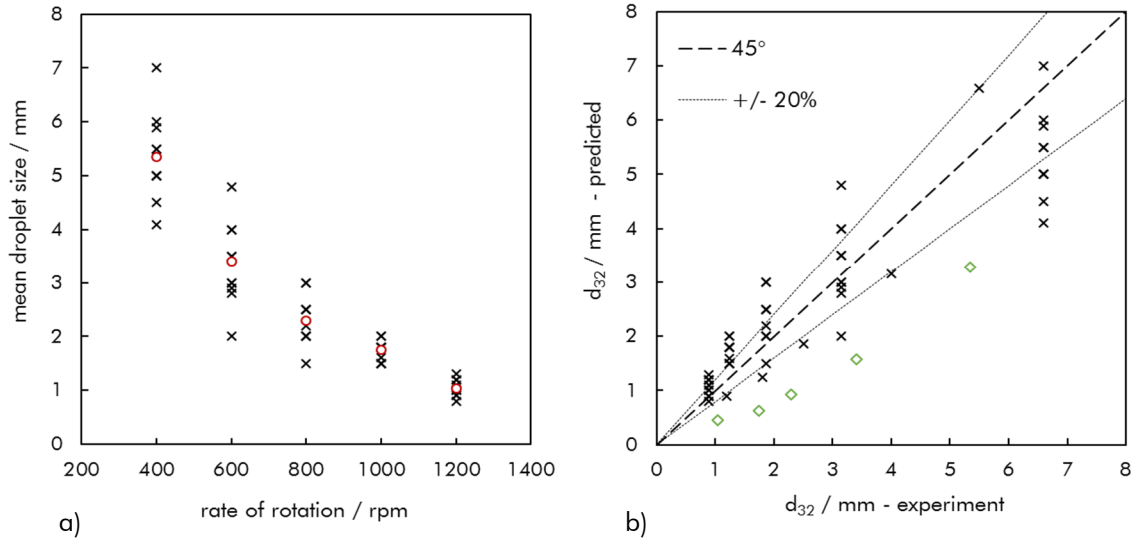 8
7
6
5
4
3
2
1
0
mean droplet size / mm
200 400 600 800 1000 1200 1400
rate of rotation / rpm
a)
8
7
6
5
4
3
2
1
0
d₃₂ / mm - predicted
45°
+/- 20%
0 1 2 3 4 5 6 7 8
d₃₂ / mm - experiment
b)